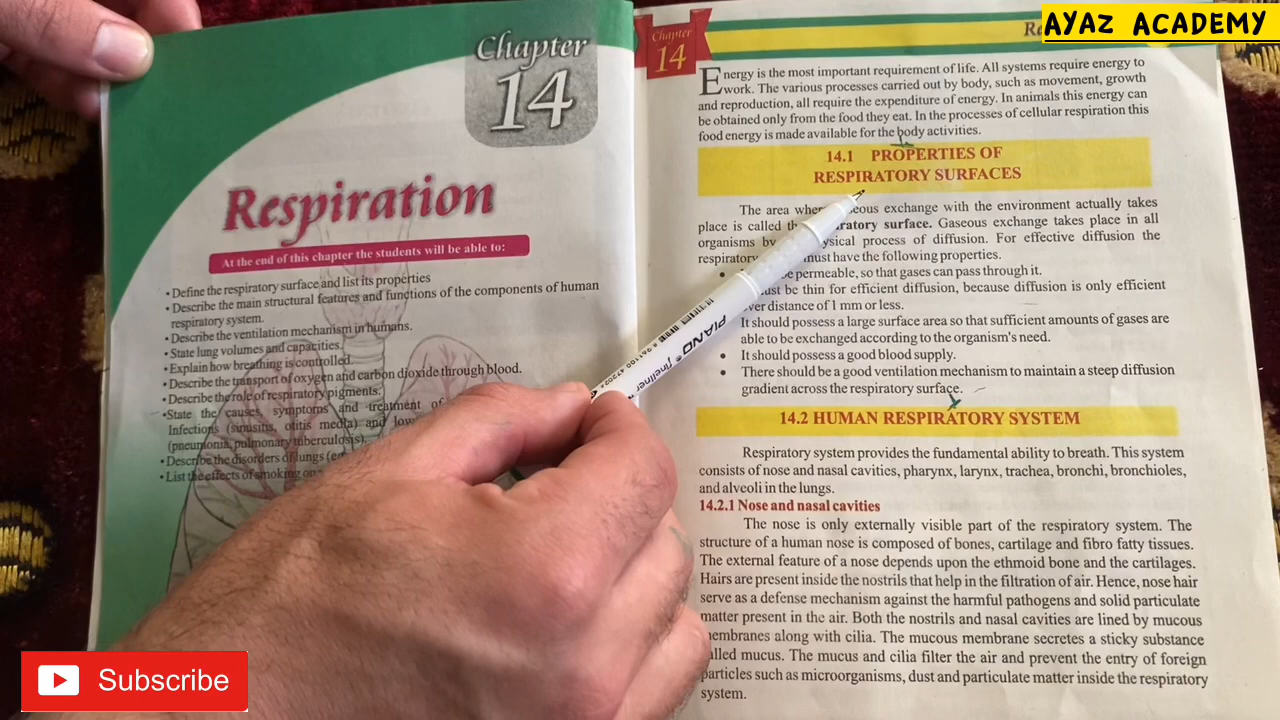 Chapter
14
Respiration
At the end of this chapter the students will be able to:
• Define the respiratory surface and list its properties
• Describe the main structural features and functions of the components of human
respiratory system.
• Describe the ventilation mechanism in humans.
• State lung volumes and capacities.
• Explain how breathing is controlled.
• Describe the transport of oxygen and carbon dioxide through blood.
• Describe the role of respiratory pigments.
•State the causes, symptoms and treatment of
Infections (sinusitis, otitis media) and
(pneumonia, pulmonary tuberculosis).
• Describe the disorders of lungs
• List the effects of smoking on
Chapter
14
AYAZ ACADEMY
Energy is the most important requirement of life. All systems require energy to
work. The various processes carried out by body, such as movement, growth
and reproduction, all require the expenditure of energy. In animals this energy can
be obtained only from the food they eat. In the processes of cellular respiration this
food energy is made available for the body activities.
14.1 PROPERTIES OF
RESPIRATORY SURFACES
The area where gaseous exchange with the environment actually takes
place is called the respiratory surface. Gaseous exchange takes place in all
organisms by physical process of diffusion. For effective diffusion the
respiratory must have the following properties.
• be permeable, so that gases can pass through it.
must be thin for efficient diffusion, because diffusion is only efficient
over distance of 1 mm or less.
It should possess a large surface area so that sufficient amounts of gases are
able to be exchanged according to the organism's need.
• It should possess a good blood supply.
• There should be a good ventilation mechanism to maintain a steep diffusion
gradient across the respiratory surface.
14.2 HUMAN RESPIRATORY SYSTEM
Respiratory system provides the fundamental ability to breath. This system
consists of nose and nasal cavities, pharynx, larynx, trachea, bronchi, bronchioles,
and alveoli in the lungs.
14.2.1 Nose and nasal cavities
The nose is only externally visible part of the respiratory system. The
structure of a human nose is composed of bones, cartilage and fibro fatty tissues.
The external feature of a nose depends upon the ethmoid bone and the cartilages.
Hairs are present inside the nostrils that help in the filtration of air. Hence, nose hair
serve as a defense mechanism against the harmful pathogens and solid particulate
matter present in the air. Both the nostrils and nasal cavities are lined by mucous
membranes along with cilia. The mucous membrane secretes a sticky substance
called mucus. The mucus and cilia filter the air and prevent the entry of foreign
particles such as microorganisms, dust and particulate matter inside the respiratory
system.
PIANO® fineliner
Subscribe